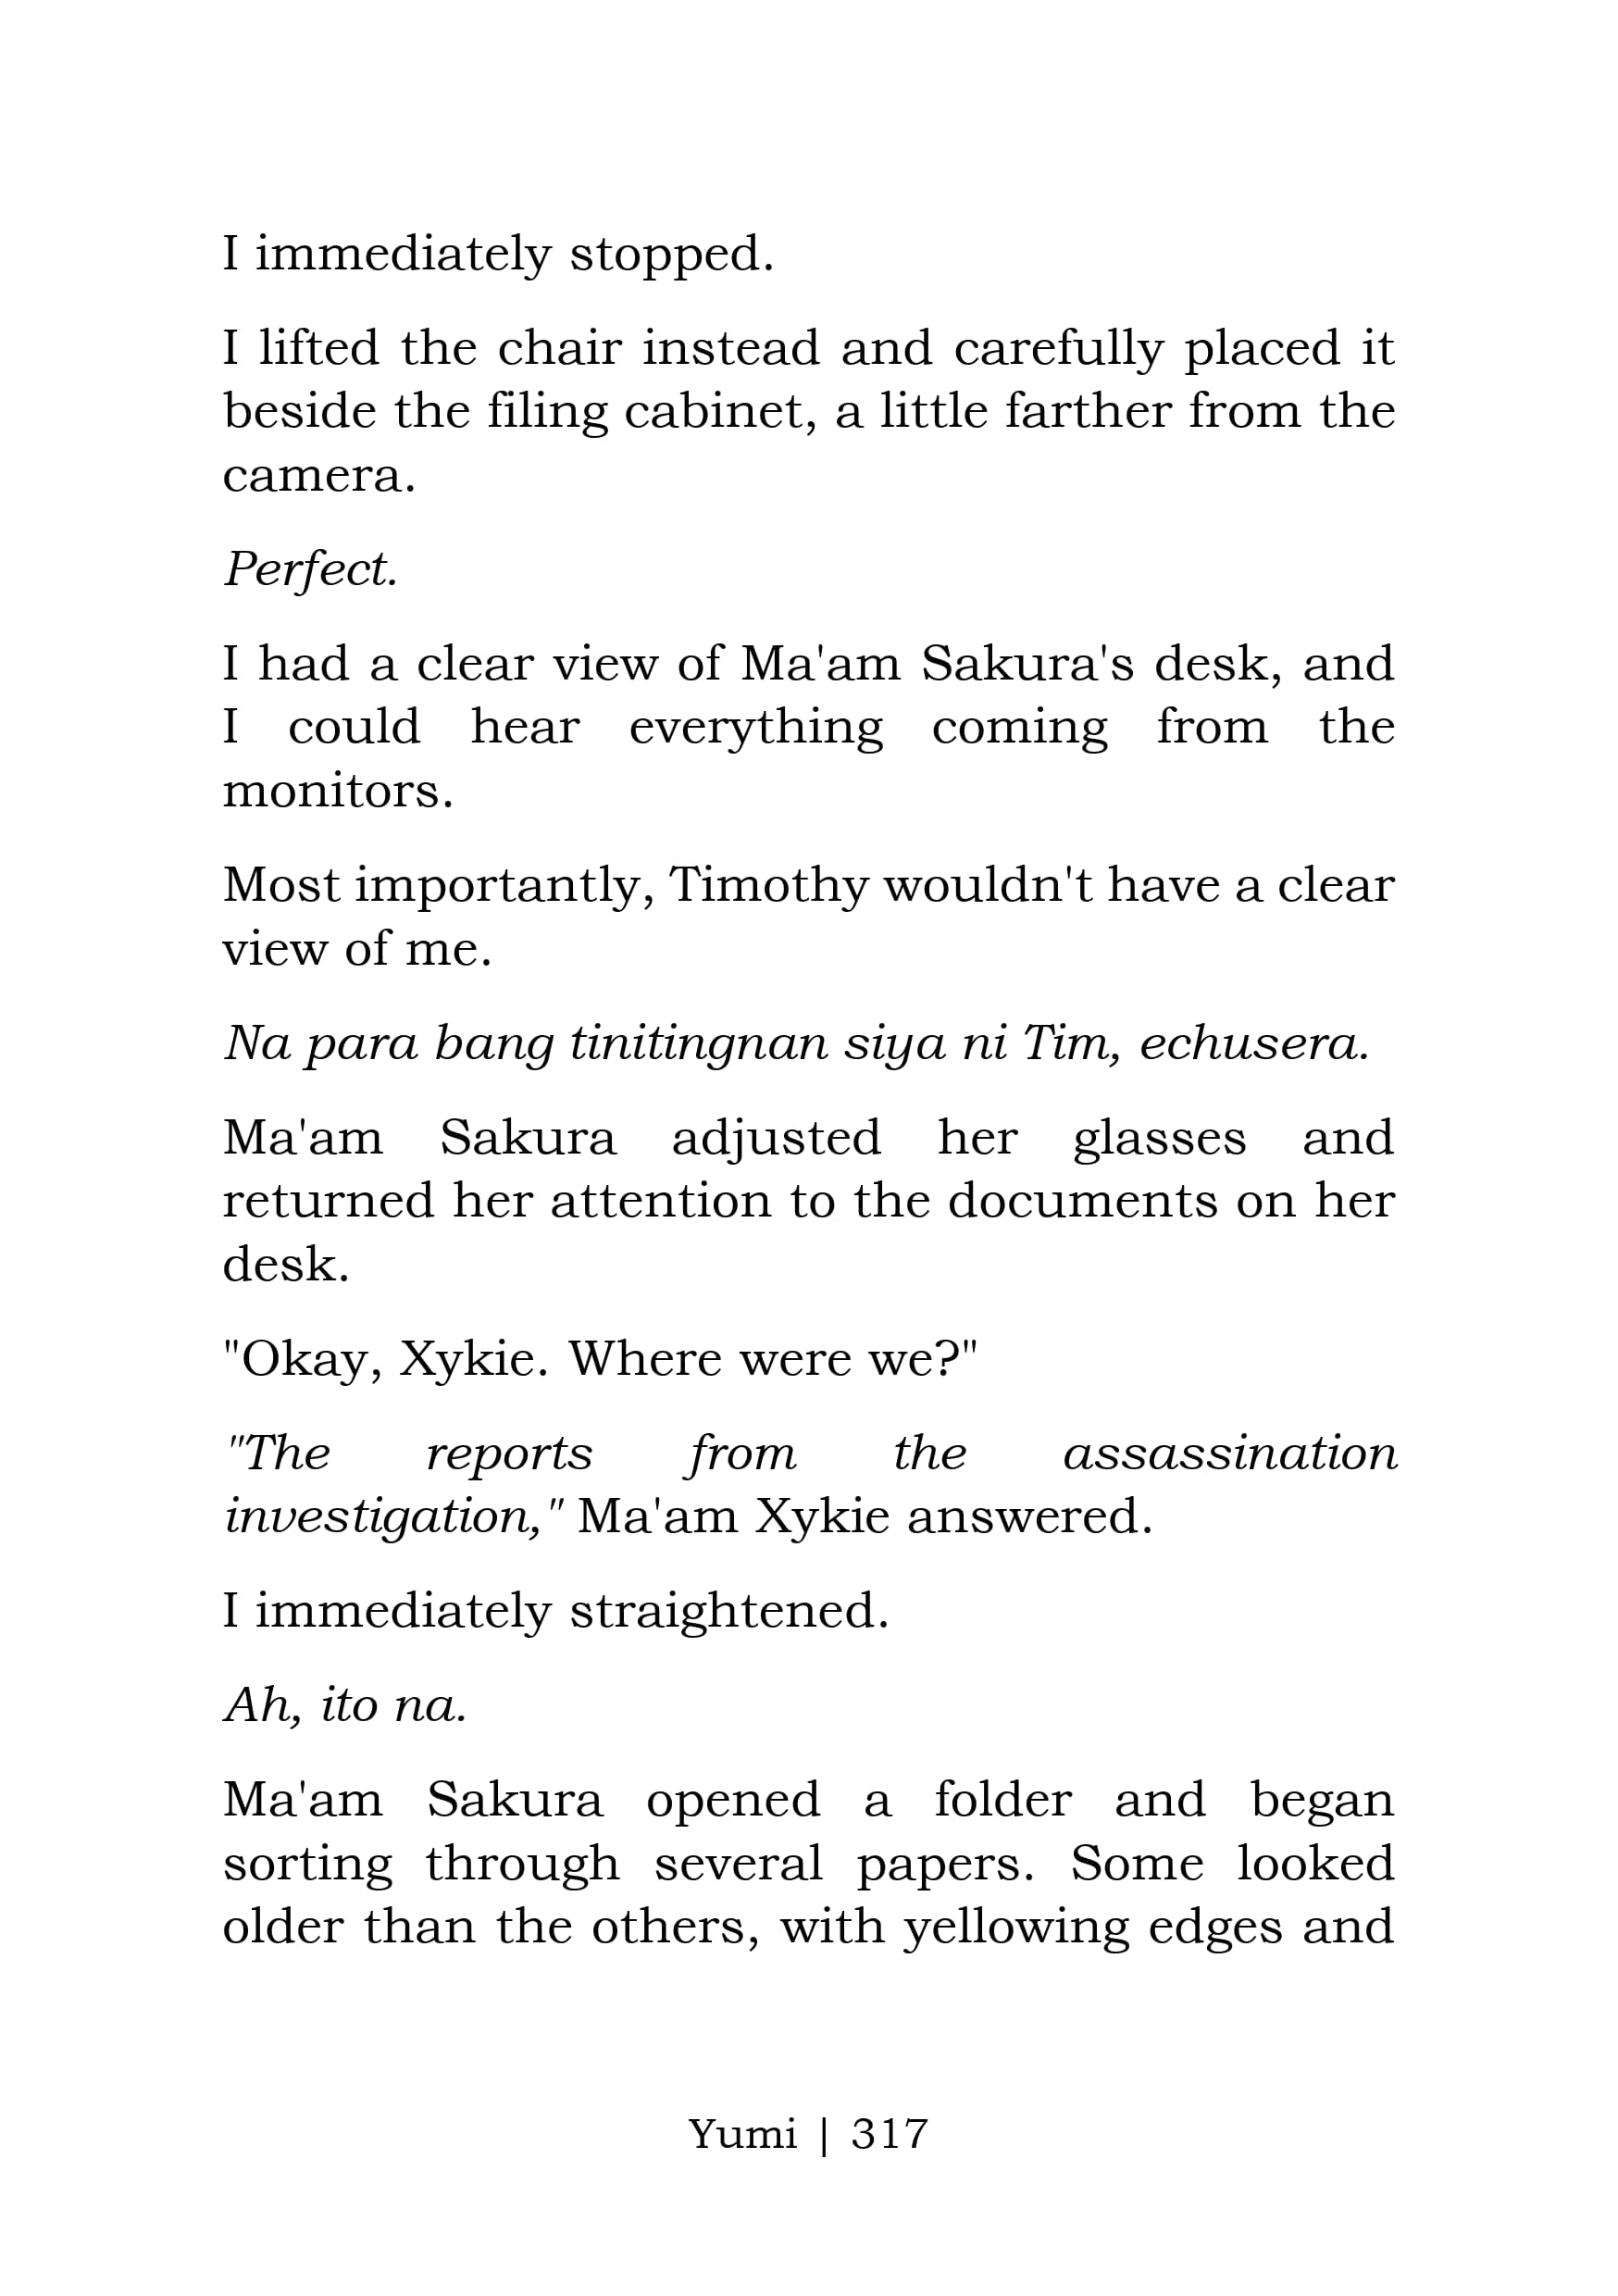 I immediately stopped.
I lifted the chair instead and carefully placed it
beside the filing cabinet, a little farther from the
camera.
Perfect.
I had a clear view of Ma'am Sakura's desk, and
I could hear everything coming from the
monitors.
Most importantly, Timothy wouldn't have a clear
view of me.
Na para bang tinitingnan siya ni Tim, echusera.
Ma'am Sakura adjusted her glasses and
returned her attention to the documents on her
desk.
"Okay, Xykie. Where were we?"
"The reports from the assassination
investigation," Ma'am Xykie answered.
I immediately straightened.
Ah, ito na.
Ma'am Sakura opened a folder and began
sorting through several papers. Some looked
older than the others, with yellowing edges and
Yumi | 317